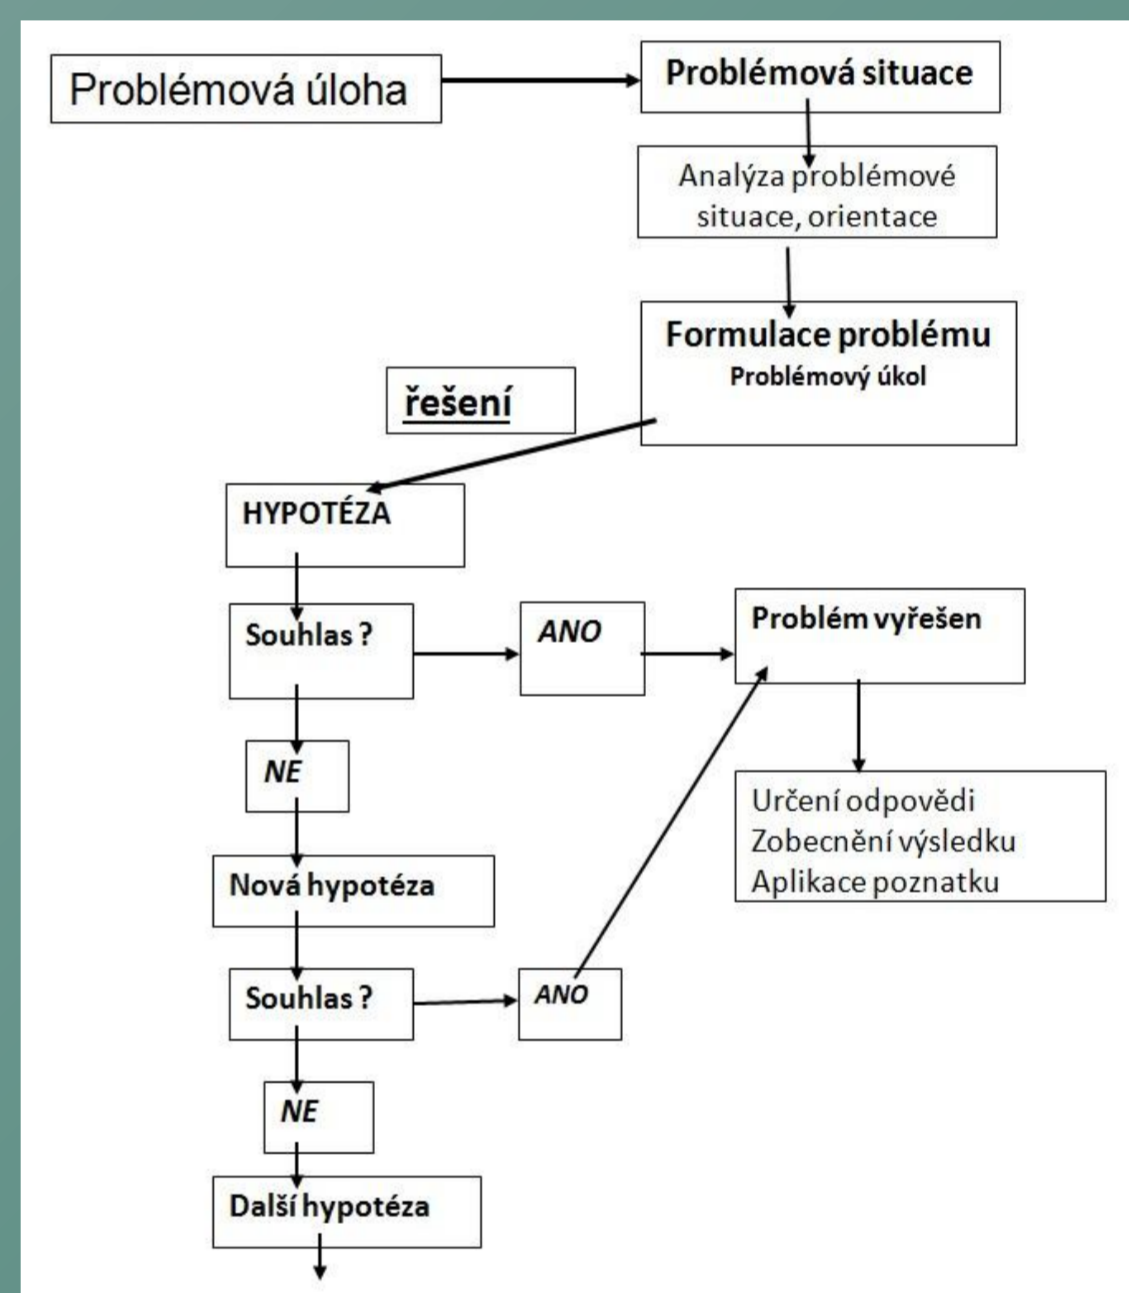 Problémová úloha
Problémová situace
Analýza problémové
situace, orientace
Formulace problému
Problémový úkol
řešení
HYPOTÉZA
Souhlas ?
ANO
Problém vyřešen
NE
Určení odpovědi
Zobecnění výsledku
Aplikace poznatku
Nová hypotéza
Souhlas ?
ANO
NE
Další hypotéza